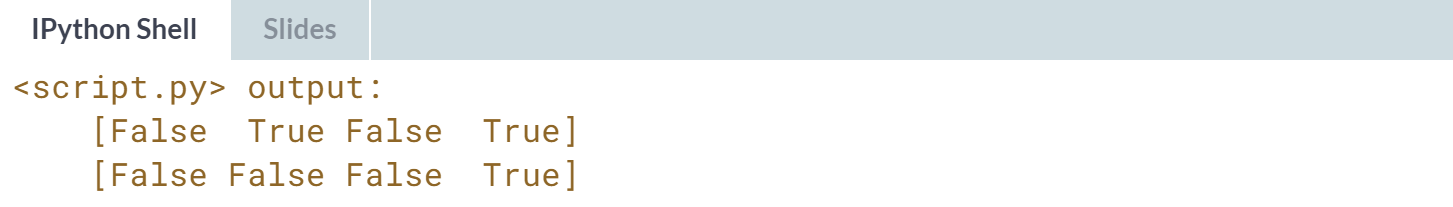 IPython Shell Slides
<script.py> output:
[False  True False  True]
[False False False  True]